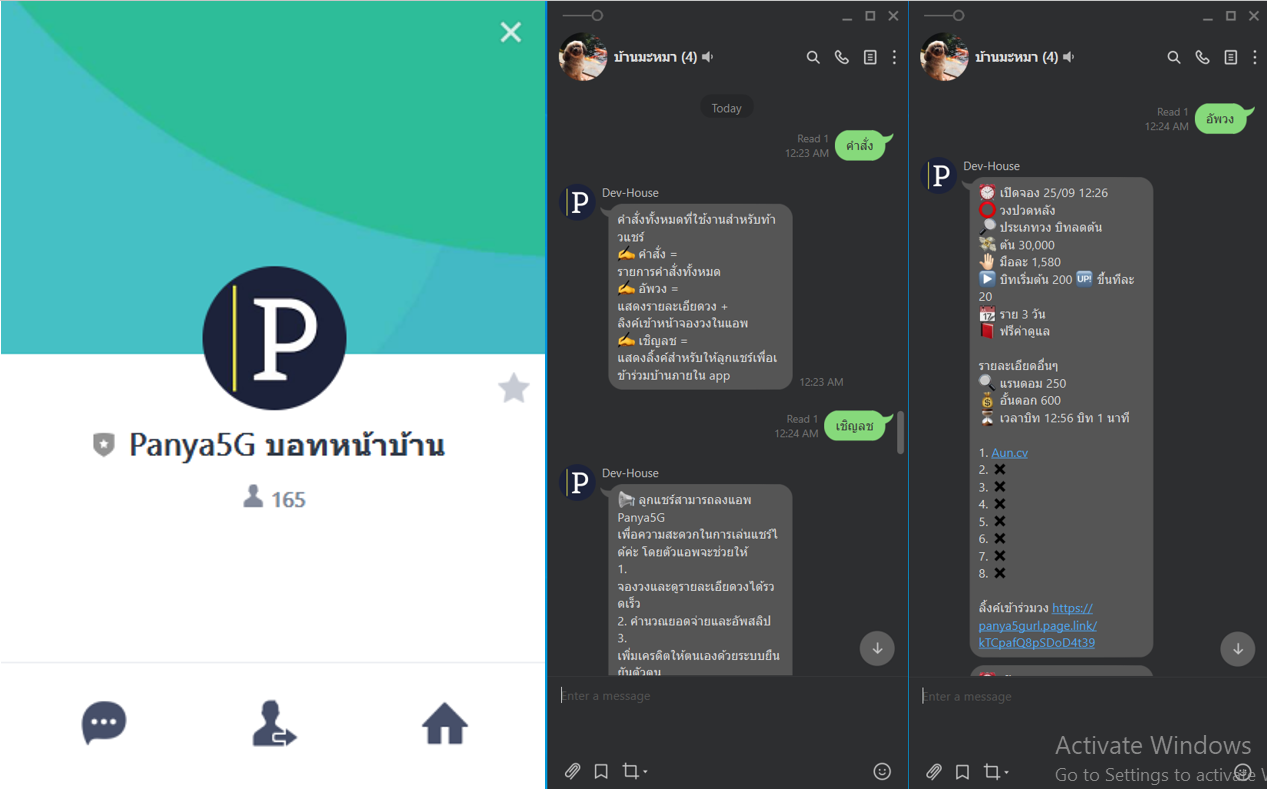 P
Panya5G บอทหน้าบ้าน
165
บ้านมะหมา (4)
Today
Read 1
12:23 AM
คำสั่ง
P
Dev-House
คำสั่งทั้งหมดที่ใช้งานสำหรับท้า
วแชร์
✍ คำสั่ง =
รายการคำสั่งทั้งหมด
✍ อัพวง =
แสดงรายละเอียดวง +
ลิงค์เข้าหน้าจองวงในแอพ
✍ เชิญลช =
แสดงลิ้งค์สำหรับให้ลูกแชร์เพื่อเ
ข้าร่วมบ้านภายใน app
12:23 AM
Read 1
12:24 AM
เชิญลช
P
Dev-House
ลูกแชร์สามารถลงแอพ
Panya5G
เพื่อความสะดวกในการเล่นแชร์ไ
ด้ค่ะ โดยตัวแอพจะช่วยให้
1.
จองวงและดูรายละเอียดวงได้รว
ดเร็ว
2. คำนวณยอดจ่ายและอัพสลิป
3.
เพิ่มเครดิตให้ตนเองด้วยระบบยืน
ยันตัวตน
Enter a message
บ้านมะหมา (4)
Read 1
12:24 AM
อัพวง
P
Dev-House
⏰ เปิดจอง 25/09 12:26
⭕ วงปวดหลัง
🔎 ประเภทวง บิทลดต้น
💸 ต้น 30,000
🤚 มือละ 1,580
▶ บิทเริ่มต้น 200 🆙 ขึ้นทีละ
20
📆 ราย 3 วัน
📕 ฟรีค่าดูแล
รายละเอียดอื่นๆ
🔍 แรนดอม 250
💰 อั้นดอก 600
⏳ เวลาบิท 12:56 บิท 1 นาที
1. Aun.cv
2. ✖
3. ✖
4. ✖
5. ✖
6. ✖
7. ✖
8. ✖
ลิ้งค์เข้าร่วมวง https://
panya5gurl.page.link/
kTCpafQ8pSDoD4t39
Enter a message
Activate Windows
Go to Settings to activate W